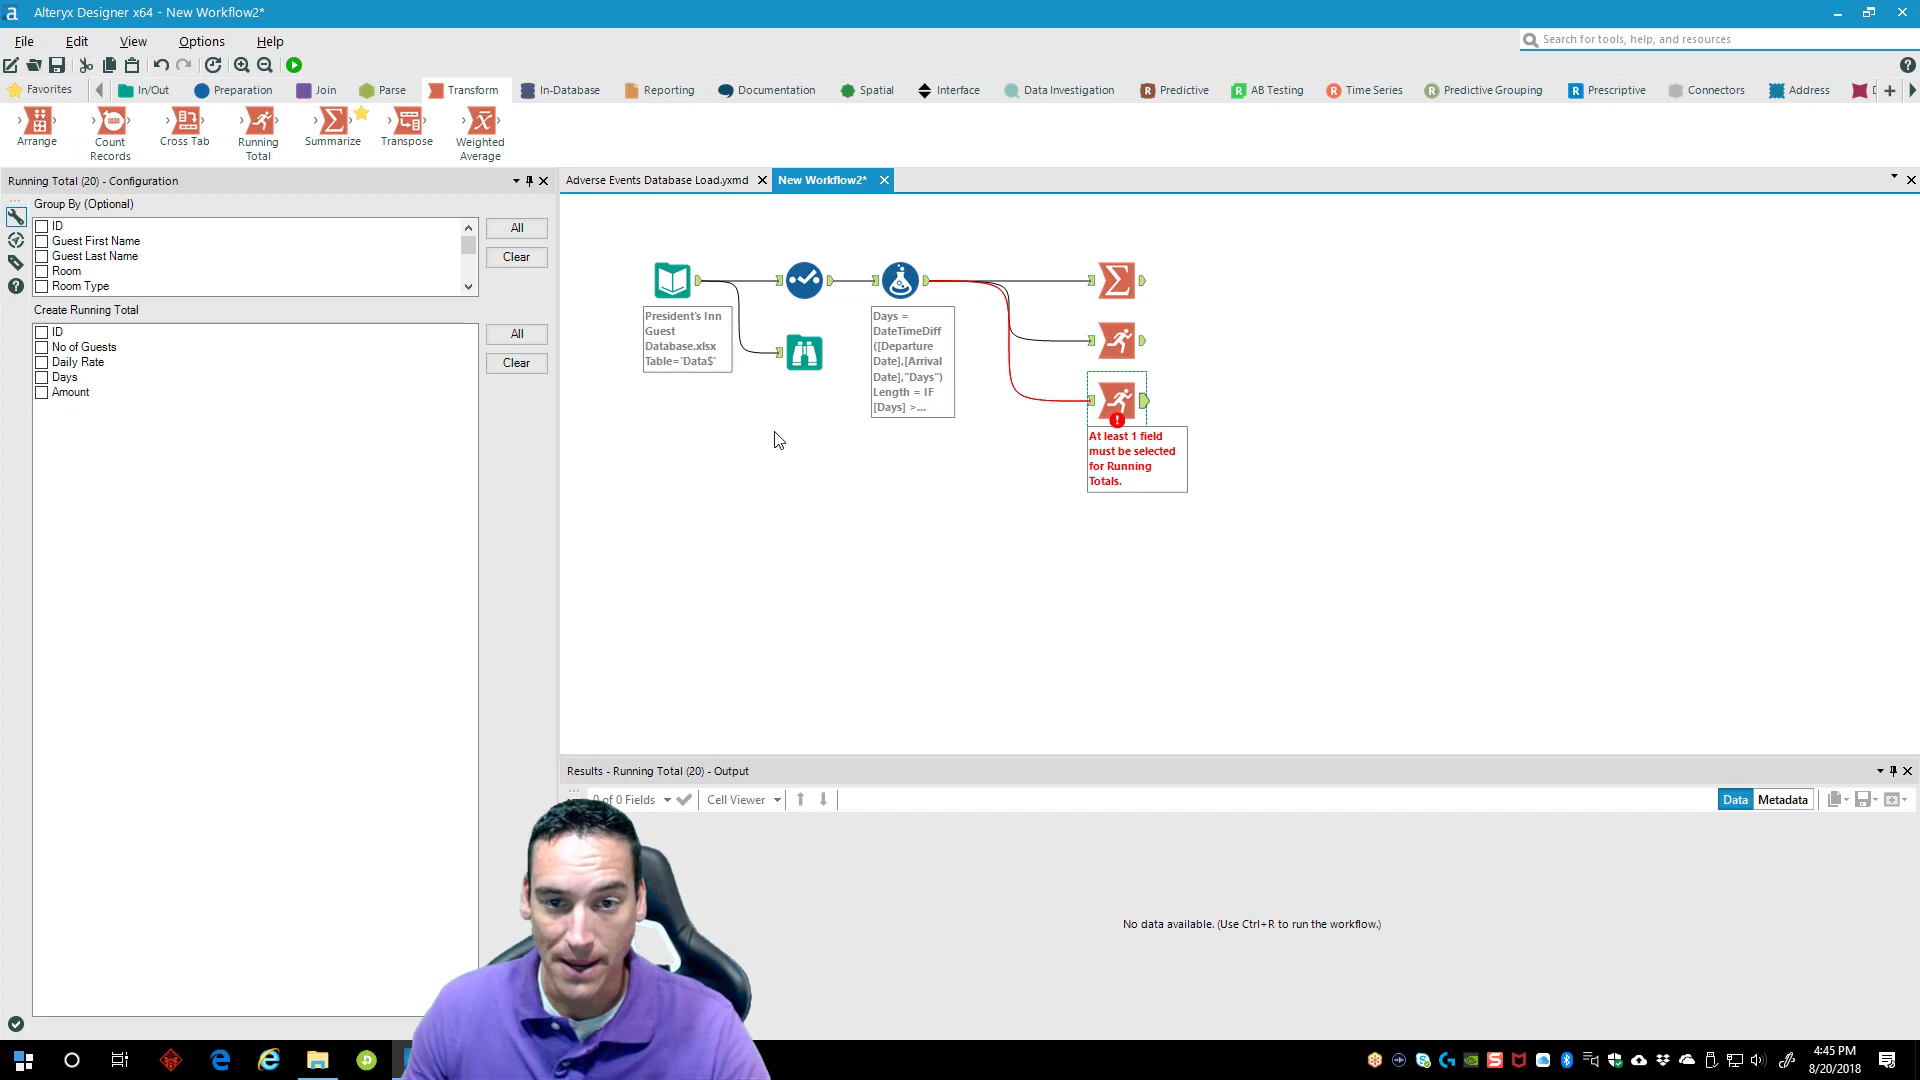 Alteryx Designer x64 - New Workflow2*
File Edit View Options Help
Search for tools, help, and resources
Favorites In/Out Preparation Join Parse Transform In-Database Reporting Documentation Spatial Interface Data Investigation Predictive AB Testing Time Series Predictive Grouping Prescriptive Connectors Address
Arrange
Count
Records
Cross Tab
Running
Total
Summarize
Transpose
Weighted
Average
Running Total (20) - Configuration
Group By (Optional)
ID
Guest First Name
Guest Last Name
Room
Room Type
All
Clear
Create Running Total
ID
No of Guests
Daily Rate
Days
Amount
All
Clear
Adverse Events Database Load.yxmd
New Workflow2*
President's Inn
Guest
Database.xlsx
Table=`Data$`
Days =
DateTimeDiff
([Departure
Date],[Arrival
Date],"Days")
Length = IF
[Days] >...
At least 1 field
must be selected
for Running
Totals.
Results - Running Total (20) - Output
0 of 0 Fields
Cell Viewer
Data
Metadata
No data available. (Use Ctrl+R to run the workflow.)
4:45 PM
8/20/2018